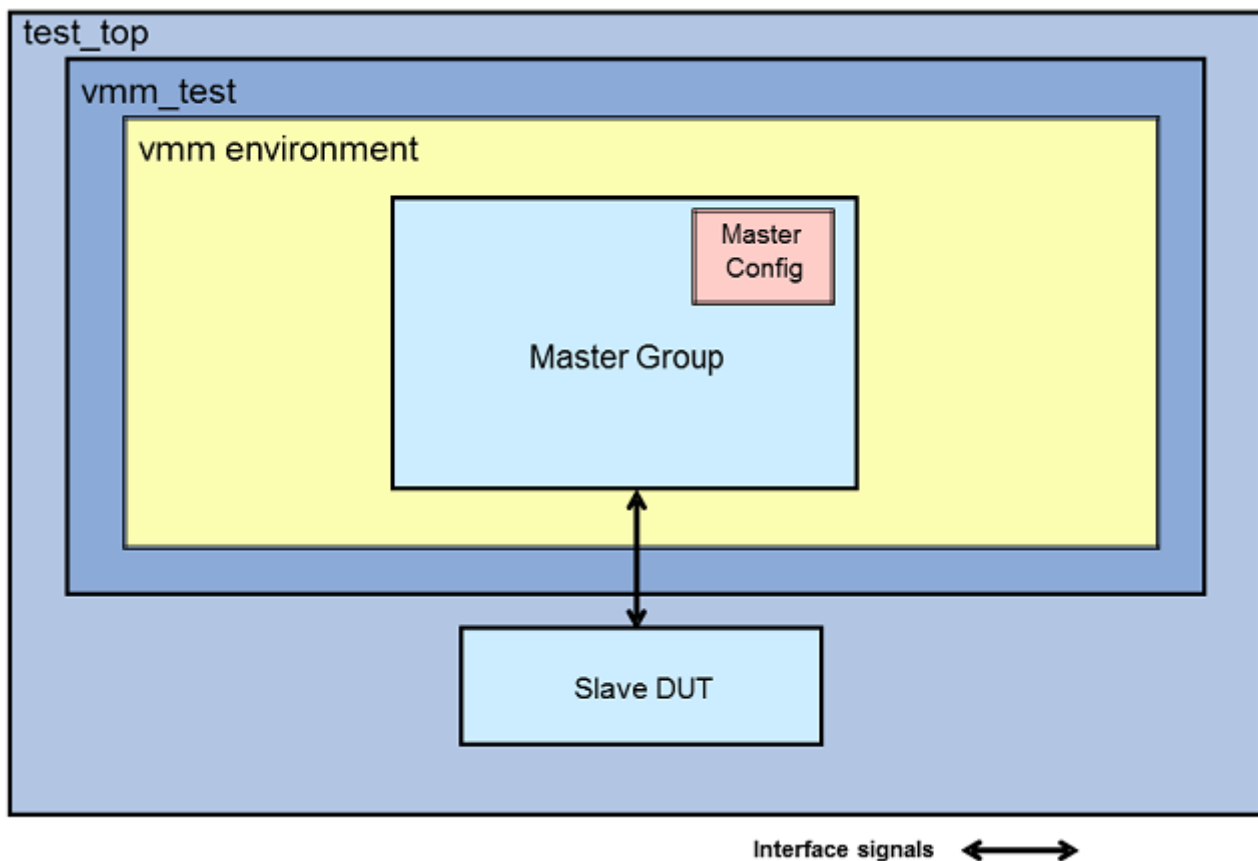 test_top
vmm_test
vmm environment
Master
Config
Master Group
Slave DUT
Interface signals